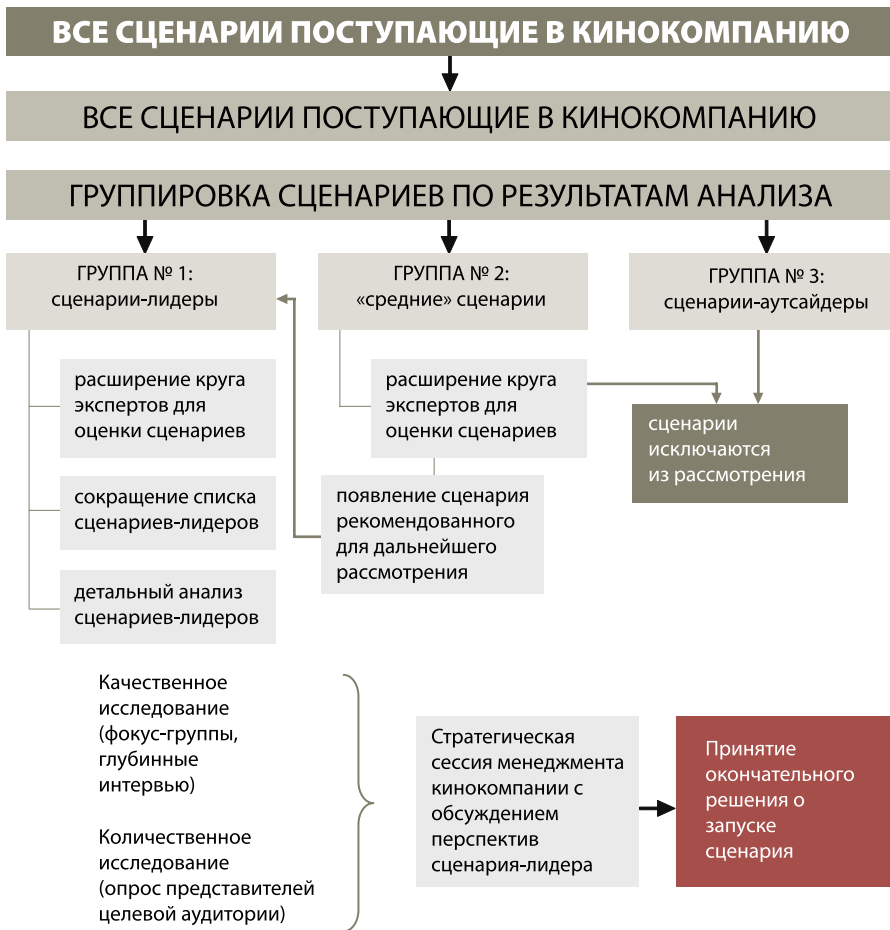 ВСЕ СЦЕНАРИИ ПОСТУПАЮЩИЕ В КИНОКОМПАНИЮ
ВСЕ СЦЕНАРИИ ПОСТУПАЮЩИЕ В КИНОКОМПАНИЮ
ГРУППИРОВКА СЦЕНАРИЕВ ПО РЕЗУЛЬТАТАМ АНАЛИЗА
ГРУППА № 1:
сценарии-лидеры
ГРУППА № 2:
«средние» сценарии
ГРУППА № 3:
сценарии-аутсайдеры
расширение круга
экспертов для
оценки сценариев
сокращение списка
сценариев-лидеров
детальный анализ
сценариев-лидеров
расширение круга
экспертов для
оценки сценариев
появление сценария
рекомендованного
для дальнейшего
рассмотрения
сценарии
исключаются
из рассмотрения
Качественное
исследование
(фокус-группы,
глубинные
интервью)
Количественное
исследование
(опрос представителей
целевой аудитории)
Стратегическая
сессия менеджмента
кинокомпании с
обсуждением
перспектив
сценария-лидера
Принятие
окончательного
решения о
запуске
сценария